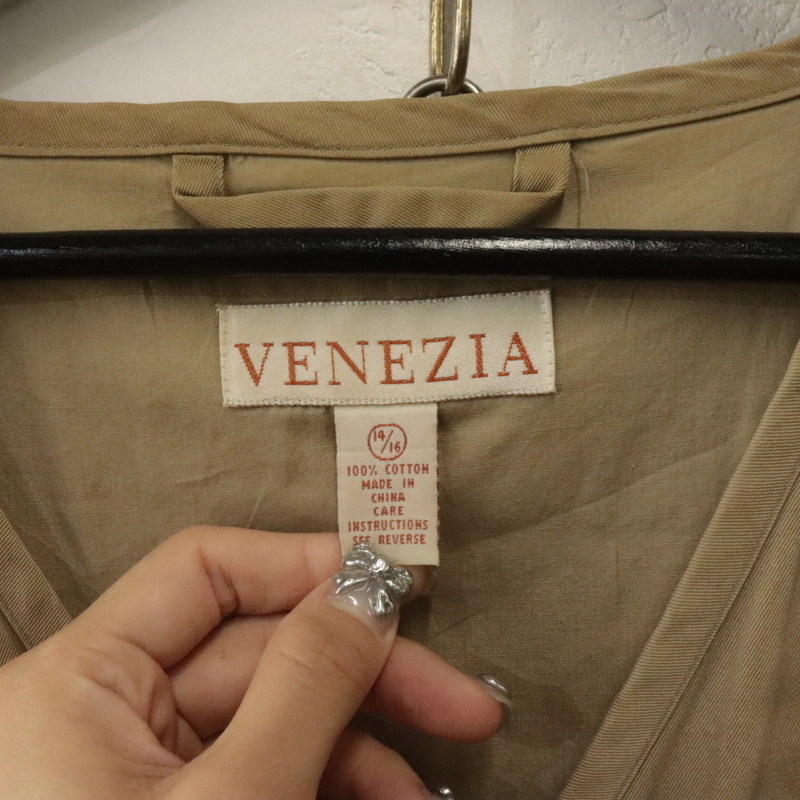 VENEZIA
14/16
100% COTTON
MADE IN
CHINA
CARE
INSTRUCTIONS
SEE REVERSE